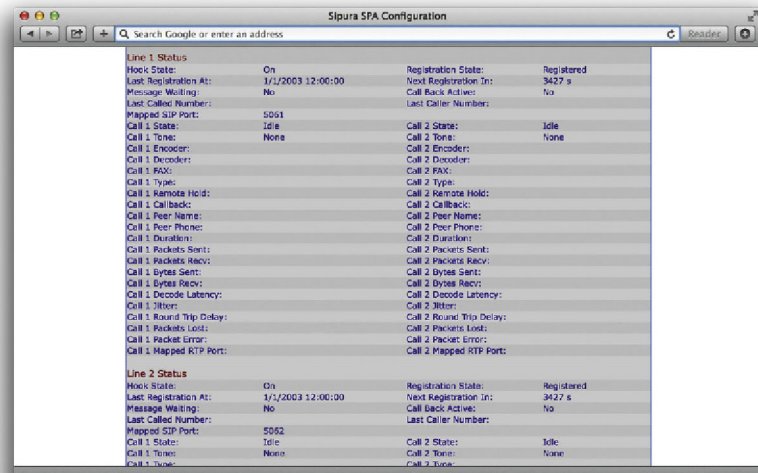 Sipura SPA Configuration
Search Google or enter an address
Reader
Line 1 Status
Hook State: On Registration State: Registered
Last Registration At: 1/1/2003 12:00:00 Next Registration In: 3427 s
Message Waiting: No Call Back Active: No
Last Called Number: Last Caller Number:
Mapped SIP Port: 5061
Call 1 State: Idle Call 2 State: Idle
Call 1 Tone: None Call 2 Tone: None
Call 1 Encoder: Call 2 Encoder:
Call 1 Decoder: Call 2 Decoder:
Call 1 FAX: Call 2 FAX:
Call 1 Type: Call 2 Type:
Call 1 Remote Hold: Call 2 Remote Hold:
Call 1 Callback: Call 2 Callback:
Call 1 Peer Name: Call 2 Peer Name:
Call 1 Peer Phone: Call 2 Peer Phone:
Call 1 Duration: Call 2 Duration:
Call 1 Packets Sent: Call 2 Packets Sent:
Call 1 Packets Recv: Call 2 Packets Recv:
Call 1 Bytes Sent: Call 2 Bytes Sent:
Call 1 Bytes Recv: Call 2 Bytes Recv:
Call 1 Decode Latency: Call 2 Decode Latency:
Call 1 Jitter: Call 2 Jitter:
Call 1 Round Trip Delay: Call 2 Round Trip Delay:
Call 1 Packets Lost: Call 2 Packets Lost:
Call 1 Packet Error: Call 2 Packet Error:
Call 1 Mapped RTP Port: Call 2 Mapped RTP Port:
Line 2 Status
Hook State: On Registration State: Registered
Last Registration At: 1/1/2003 12:00:00 Next Registration In: 3427 s
Message Waiting: No Call Back Active: No
Last Called Number: Last Caller Number:
Mapped SIP Port: 5062
Call 1 State: Idle Call 2 State: Idle
Call 1 Tone: None Call 2 Tone: None
Call 1 Type: Call 2 Type: